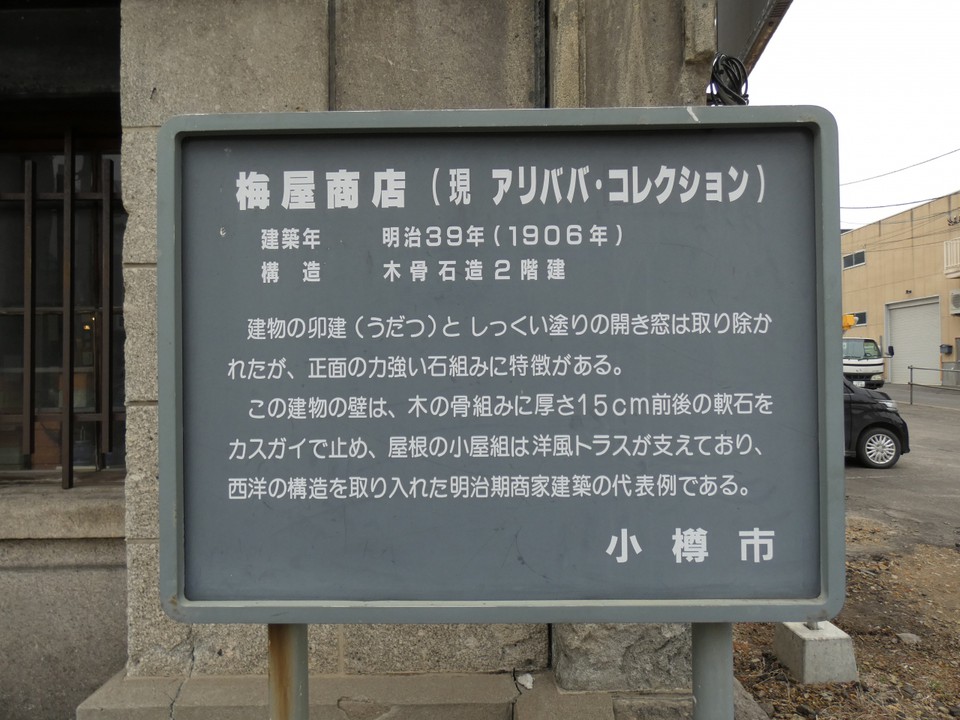 梅屋商店（現 アリババ・コレクション）
建築年 明治39年（1906年）
構造 木骨石造2階建
建物の卯建（うだつ）と しっくい塗りの開き窓は取り除か
れたが、正面の力強い石組みに特徴がある。
この建物の壁は、木の骨組みに厚さ15cm前後の軟石を
カスガイで止め、屋根の小屋組は洋風トラスが支えており、
西洋の構造を取り入れた明治期商家建築の代表例である。
小樽市